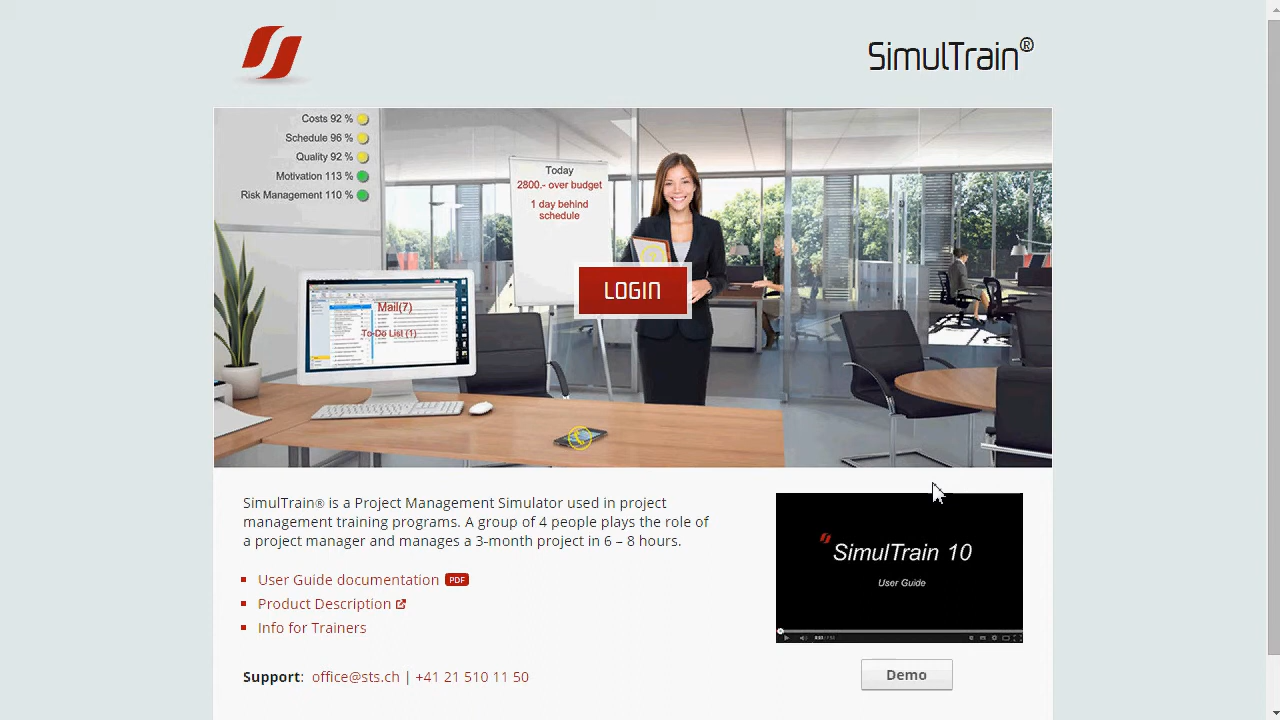 SimulTrain®
Costs 92 %
Schedule 96 %
Quality 92 %
Motivation 113 %
Risk Management 110 %
Today
2800.- over budget
1 day behind
schedule
LOGIN
Mail(7)
To-Do List (1)
SimulTrain® is a Project Management Simulator used in project
management training programs. A group of 4 people plays the role of
a project manager and manages a 3-month project in 6 – 8 hours.
User Guide documentation PDF
Product Description
Info for Trainers
Support: office@sts.ch | +41 21 510 11 50
SimulTrain 10
User Guide
Demo